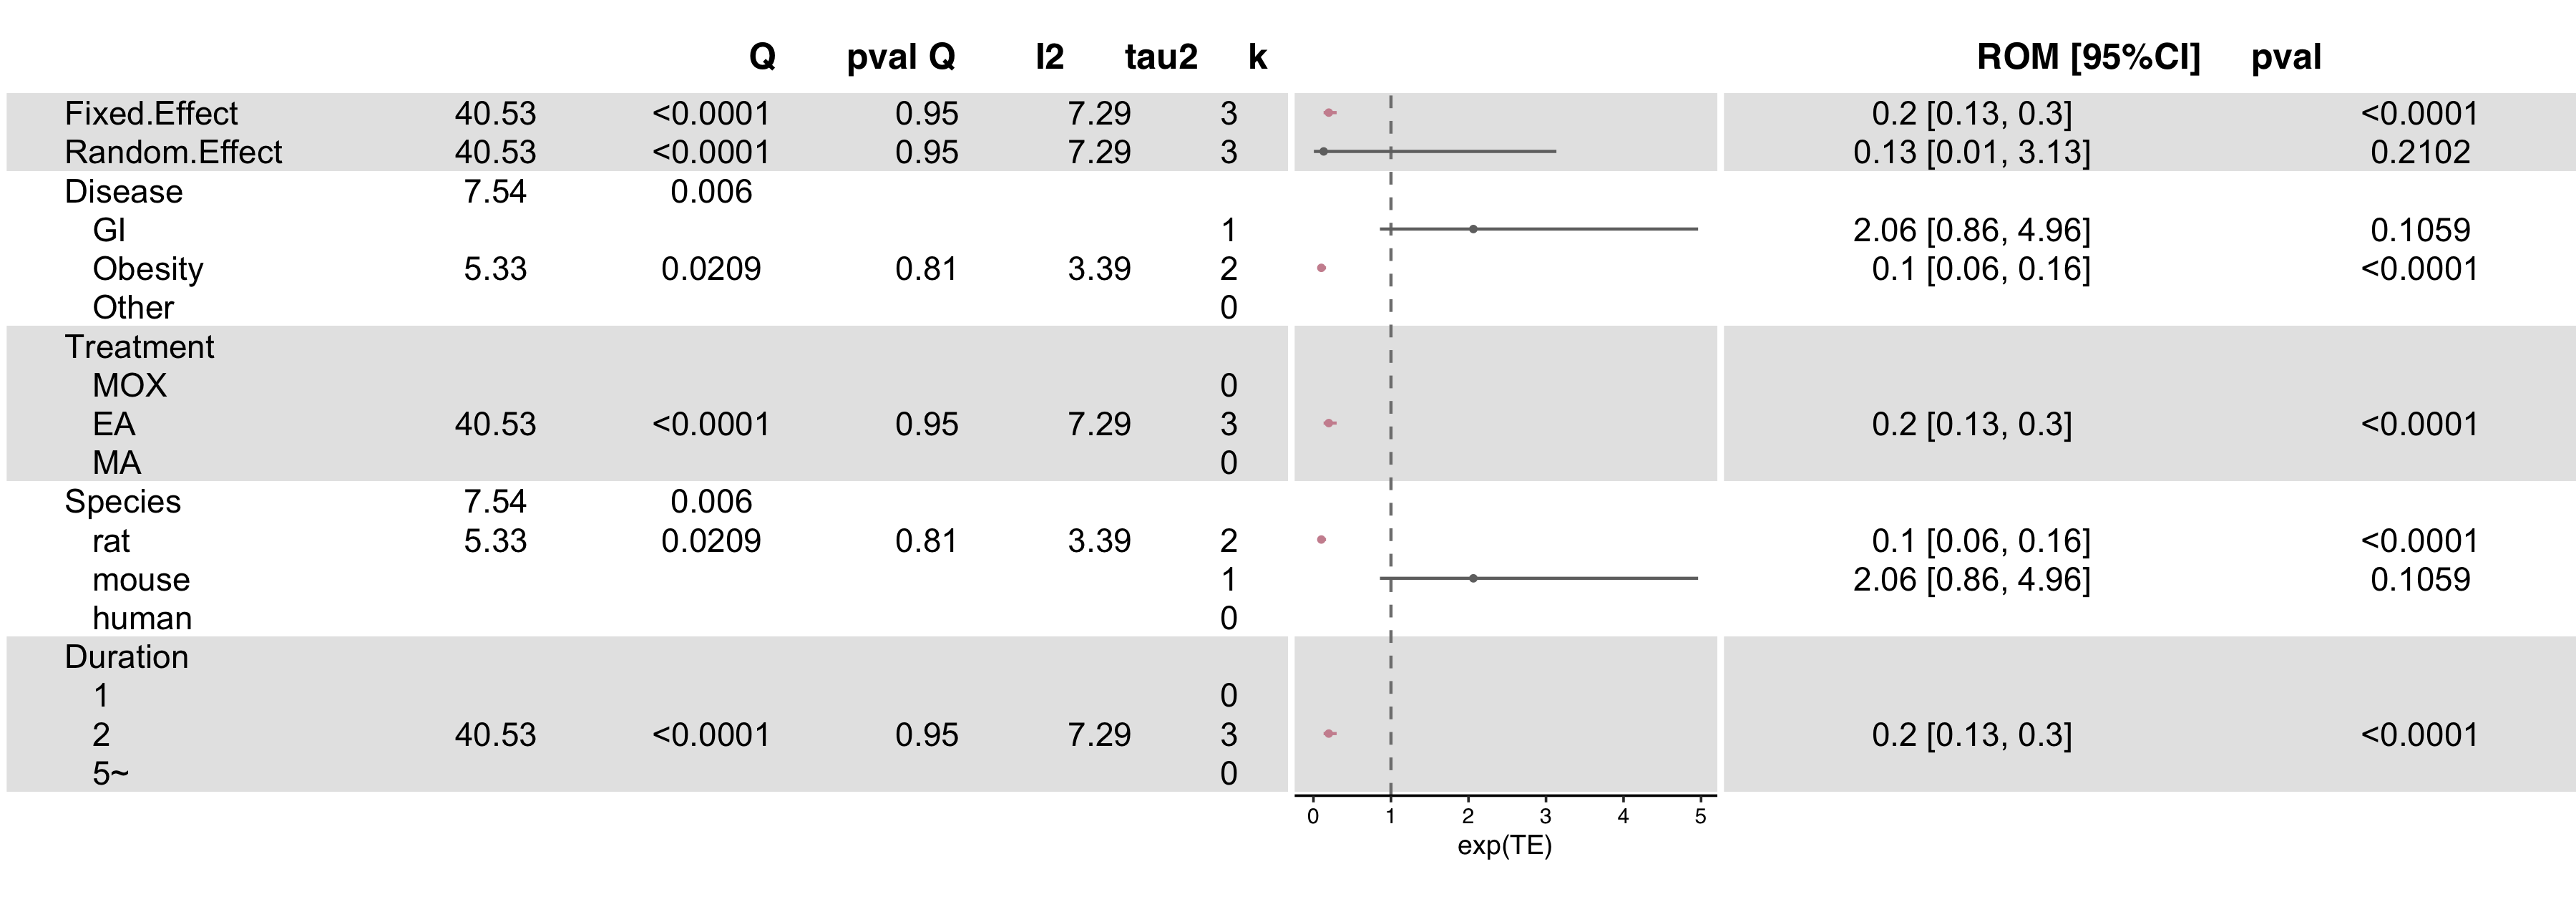 Q pval Q I2 tau2 k ROM [95%CI] pval
Fixed.Effect 40.53 <0.0001 0.95 7.29 3 0.2 [0.13, 0.3] <0.0001
Random.Effect 40.53 <0.0001 0.95 7.29 3 0.13 [0.01, 3.13] 0.2102
Disease 7.54 0.006
GI 1 2.06 [0.86, 4.96] 0.1059
Obesity 5.33 0.0209 0.81 3.39 2 0.1 [0.06, 0.16] <0.0001
Other 0
Treatment
MOX 0
EA 40.53 <0.0001 0.95 7.29 3 0.2 [0.13, 0.3] <0.0001
MA 0
Species 7.54 0.006
rat 5.33 0.0209 0.81 3.39 2 0.1 [0.06, 0.16] <0.0001
mouse 1 2.06 [0.86, 4.96] 0.1059
human 0
Duration
1 0
2 40.53 <0.0001 0.95 7.29 3 0.2 [0.13, 0.3] <0.0001
5~ 0
0 1 2 3 4 5
exp(TE)